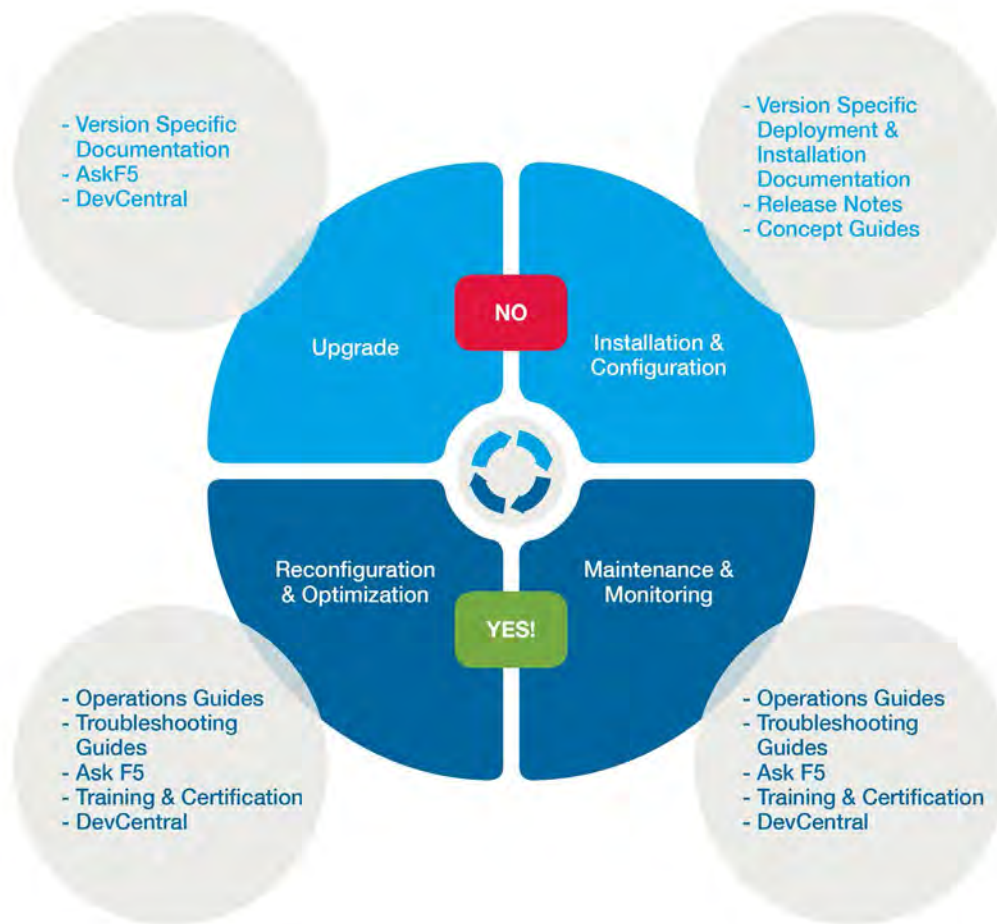 - Version Specific
Documentation
- AskF5
- DevCentral
- Version Specific
Deployment &
Installation
Documentation
- Release Notes
- Concept Guides
NO
Upgrade
Installation &
Configuration
Reconfiguration
& Optimization
Maintenance &
Monitoring
YES!
- Operations Guides
- Troubleshooting
Guides
- Ask F5
- Training & Certification
- DevCentral
- Operations Guides
- Troubleshooting
Guides
- Ask F5
- Training & Certification
- DevCentral